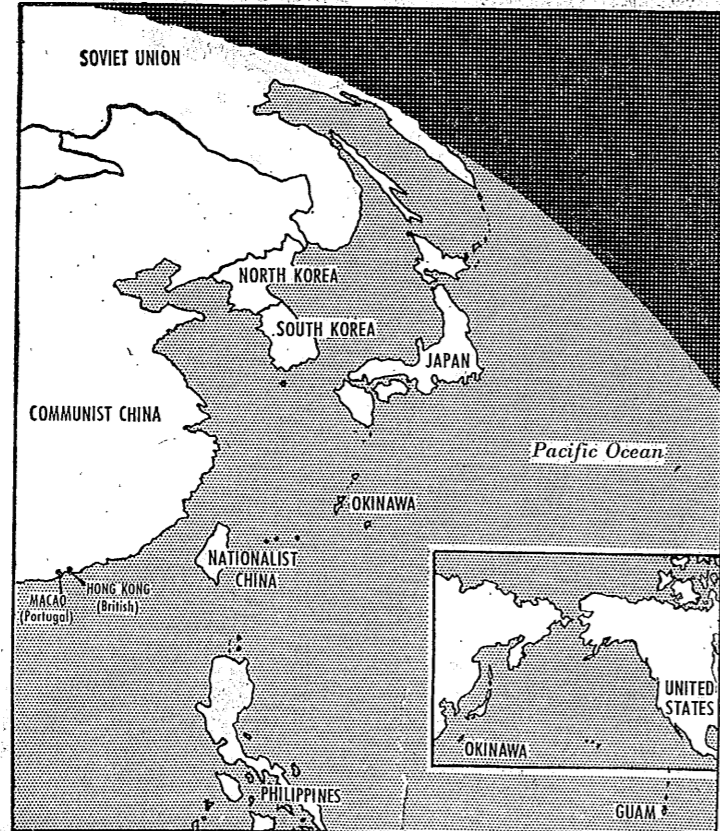 SOVIET UNION
NORTH KOREA
SOUTH KOREA
JAPAN
COMMUNIST CHINA
Pacific Ocean
OKINAWA
NATIONALIST
CHINA
HONG KONG
(British)
MACAO
(Portugal)
UNITED
STATES
OKINAWA
PHILIPPINES
GUAM